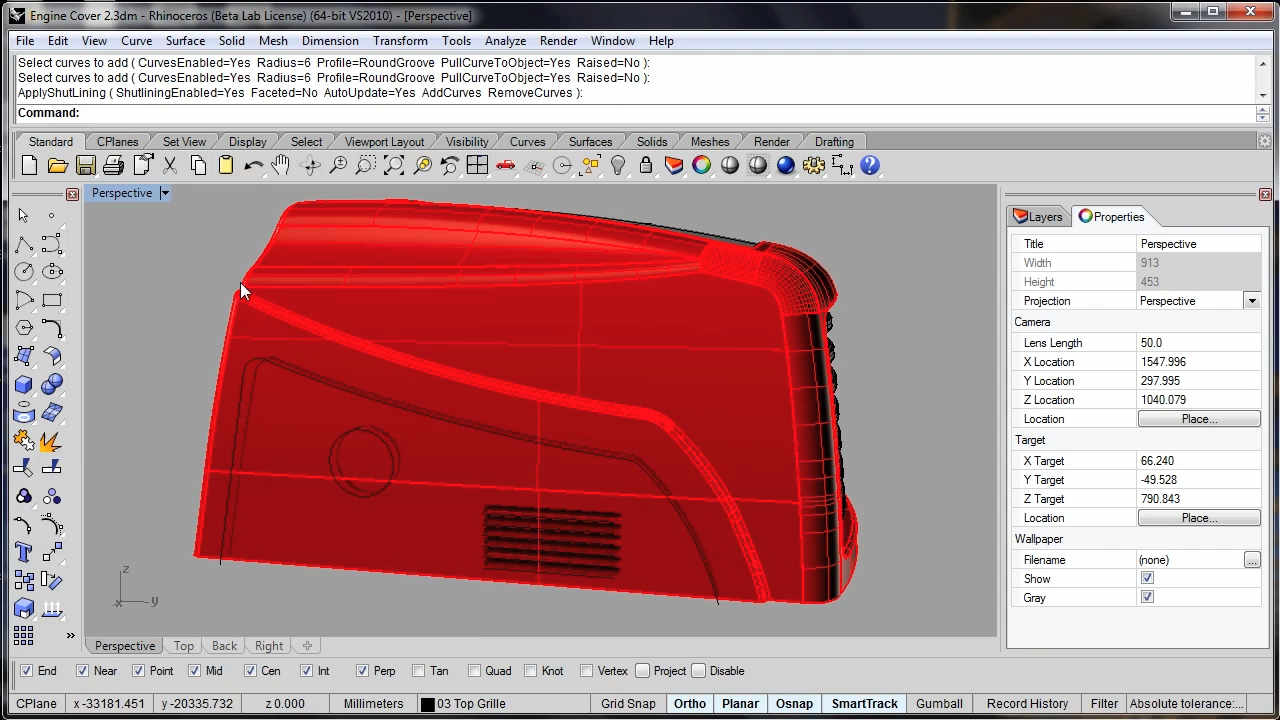 Engine Cover 2.3dm - Rhinoceros (Beta Lab License) (64-bit VS2010) - [Perspective]
File Edit View Curve Surface Solid Mesh Dimension Transform Tools Analyze Render Window Help
Select curves to add ( CurvesEnabled=Yes Radius=6 Profile=RoundGroove PullCurveToObject=Yes Raised=No ):
Select curves to add ( CurvesEnabled=Yes Radius=6 Profile=RoundGroove PullCurveToObject=Yes Raised=No ):
ApplyShutLining ( ShutliningEnabled=Yes Faceted=No AutoUpdate=Yes AddCurves RemoveCurves ):
Command:
Standard CPlanes Set View Display Select Viewport Layout Visibility Curves Surfaces Solids Meshes Render Drafting
Perspective
Layers Properties
Title Perspective
Width 913
Height 453
Projection Perspective
Camera
Lens Length 50.0
X Location 1547.996
Y Location 297.995
Z Location 1040.079
Location Place...
Target
X Target 66.240
Y Target -49.528
Z Target 790.843
Location Place...
Wallpaper
Filename (none) ...
Show
Gray
z
x y
Perspective Top Back Right
End Near Point Mid Cen Int Perp Tan Quad Knot Vertex Project Disable
CPlane x -33181.451 y -20335.732 z 0.000 Millimeters 03 Top Grille Grid Snap Ortho Planar Osnap SmartTrack Gumball Record History Filter Absolute tolerance:...